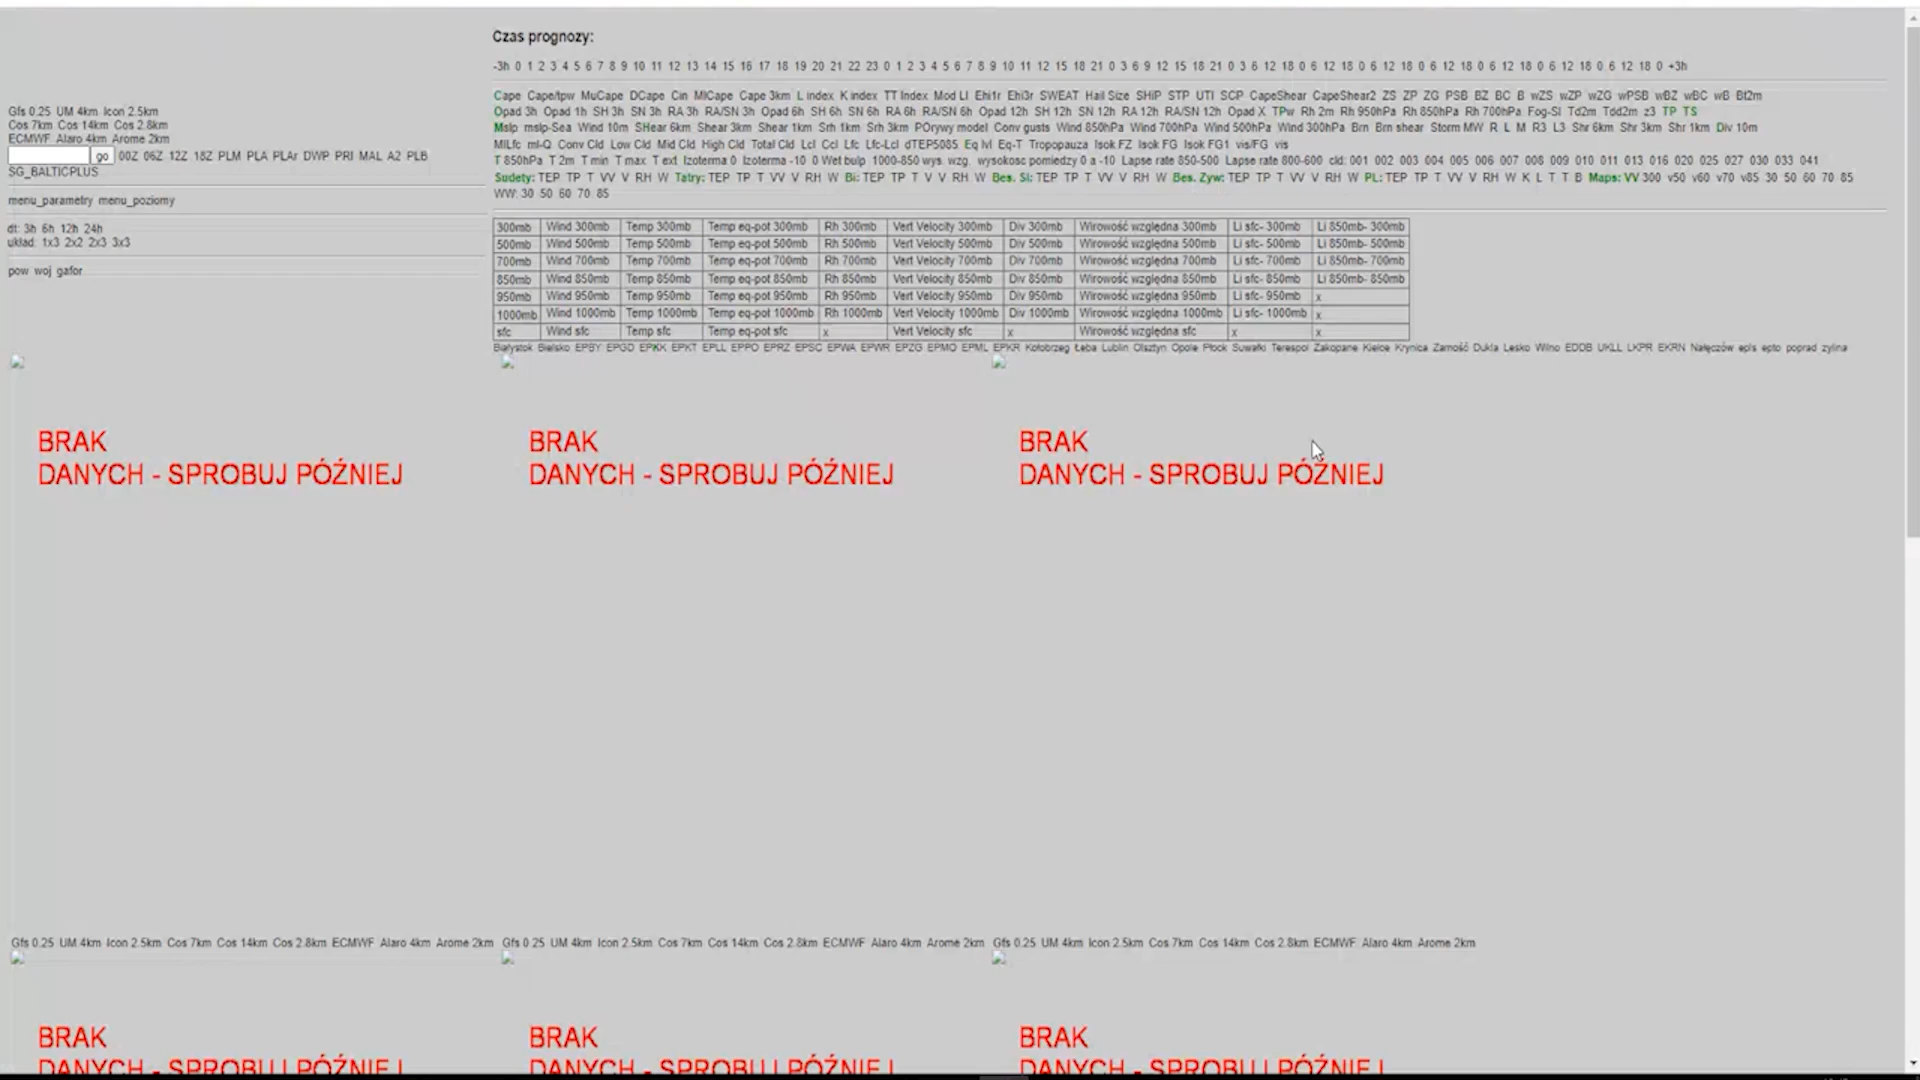 Czas prognozy:
-3h 0 1 2 3 4 5 6 7 8 9 10 11 12 13 14 15 16 17 18 19 20 21 22 23 0 1 2 3 4 5 6 7 8 9 10 11 12 15 18 21 0 3 6 9 12 15 18 21 0 3 6 12 18 0 6 12 18 0 6 12 18 0 6 12 18 0 6 12 18 0 6 12 18 0 6 12 18 0 +3h
Gfs 0.25 UM 4km Icon 2.5km
Cos 7km Cos 14km Cos 2.8km
ECMWF Alaro 4km Arome 2km
go 00Z 06Z 12Z 18Z PLM PLA PLAr DWP PRI MAL A2 PLB
SG_BALTICPLUS
menu_parametry menu_poziomy
dt: 3h 6h 12h 24h
układ: 1x3 2x2 2x3 3x3
pow woj gafor
Cape Cape/tpw MuCape DCape Cin MlCape Cape 3km L index K index TT Index Mod LI Ehi1r Ehi3r SWEAT Hail Size SHiP STP UTI SCP CapeShear CapeShear2 ZS ZP ZG PSB BZ BC B wZS wZP wZG wPSB wBZ wBC wB Bt2m
Opad 3h Opad 1h SH 3h SN 3h RA 3h RA/SN 3h Opad 6h SH 6h SN 6h RA 6h RA/SN 6h Opad 12h SH 12h SN 12h RA 12h RA/SN 12h Opad X TPw Rh 2m Rh 950hPa Rh 850hPa Rh 700hPa Fog-SI Td2m Tdd2m z3 TP TS
Mslp mslp-Sea Wind 10m SHear 6km Shear 3km Shear 1km Srh 1km Srh 3km POrywy model Conv gusts Wind 850hPa Wind 700hPa Wind 500hPa Wind 300hPa Brn Brn shear Storm MW R L M R3 L3 Shr 6km Shr 3km Shr 1km Div 10m
MlLfc ml-Q Conv Cld Low Cld Mid Cld High Cld Total Cld Lcl Ccl Lfc Lfc-Lcl dTEP5085 Eq lvl Eq-T Tropopauza Isok FZ Isok FG Isok FG1 vis/FG vis
T 850hPa T 2m T min T max T ext Izoterma 0 Izoterma -10 0 Wet bulp 1000-850 wys. wzg. wysokosc pomiedzy 0 a -10 Lapse rate 850-500 Lapse rate 800-600 cld: 001 002 003 004 005 006 007 008 009 010 011 013 016 020 025 027 030 033 041
Sudety: TEP TP T VV V RH W Tatry: TEP TP T VV V RH W Bi: TEP TP T V V RH W Bes. Sl: TEP TP T VV V RH W Bes. Zyw: TEP TP T VV V RH W PL: TEP TP T VV V RH W K L T T B Maps: VV 300 v50 v60 v70 v85 30 50 60 70 85
WW: 30 50 60 70 85
300mb Wind 300mb Temp 300mb Temp eq-pot 300mb Rh 300mb Vert Velocity 300mb Div 300mb Wirowość względna 300mb Li sfc- 300mb Li 850mb- 300mb
500mb Wind 500mb Temp 500mb Temp eq-pot 500mb Rh 500mb Vert Velocity 500mb Div 500mb Wirowość względna 500mb Li sfc- 500mb Li 850mb- 500mb
700mb Wind 700mb Temp 700mb Temp eq-pot 700mb Rh 700mb Vert Velocity 700mb Div 700mb Wirowość względna 700mb Li sfc- 700mb Li 850mb- 700mb
850mb Wind 850mb Temp 850mb Temp eq-pot 850mb Rh 850mb Vert Velocity 850mb Div 850mb Wirowość względna 850mb Li sfc- 850mb Li 850mb- 850mb
950mb Wind 950mb Temp 950mb Temp eq-pot 950mb Rh 950mb Vert Velocity 950mb Div 950mb Wirowość względna 950mb Li sfc- 950mb x
1000mb Wind 1000mb Temp 1000mb Temp eq-pot 1000mb Rh 1000mb Vert Velocity 1000mb Div 1000mb Wirowość względna 1000mb Li sfc- 1000mb x
sfc Wind sfc Temp sfc Temp eq-pot sfc x Vert Velocity sfc x Wirowość względna sfc x x
Białystok Bielsko EPBY EPGD EPKK EPKT EPLL EPPO EPRZ EPSC EPWA EPWR EPZG EPMO EPML EPKR Kołobrzeg Łeba Lublin Olsztyn Opole Płock Suwałki Terespol Zakopane Kielce Krynica Zamość Dukla Lesko Wilno EDDB UKLL LKPR EKRN Nałęczów epls epto poprad zylina
BRAK BRAK BRAK
DANYCH - SPROBUJ PÓŹNIEJ DANYCH - SPROBUJ PÓŹNIEJ DANYCH - SPROBUJ PÓŹNIEJ
Gfs 0.25 UM 4km Icon 2.5km Cos 7km Cos 14km Cos 2.8km ECMWF Alaro 4km Arome 2km Gfs 0.25 UM 4km Icon 2.5km Cos 7km Cos 14km Cos 2.8km ECMWF Alaro 4km Arome 2km Gfs 0.25 UM 4km Icon 2.5km Cos 7km Cos 14km Cos 2.8km ECMWF Alaro 4km Arome 2km
BRAK BRAK BRAK
DANYCH - SPROBUJ PÓŹNIEJ DANYCH - SPROBUJ PÓŹNIEJ DANYCH - SPROBUJ PÓŹNIEJ